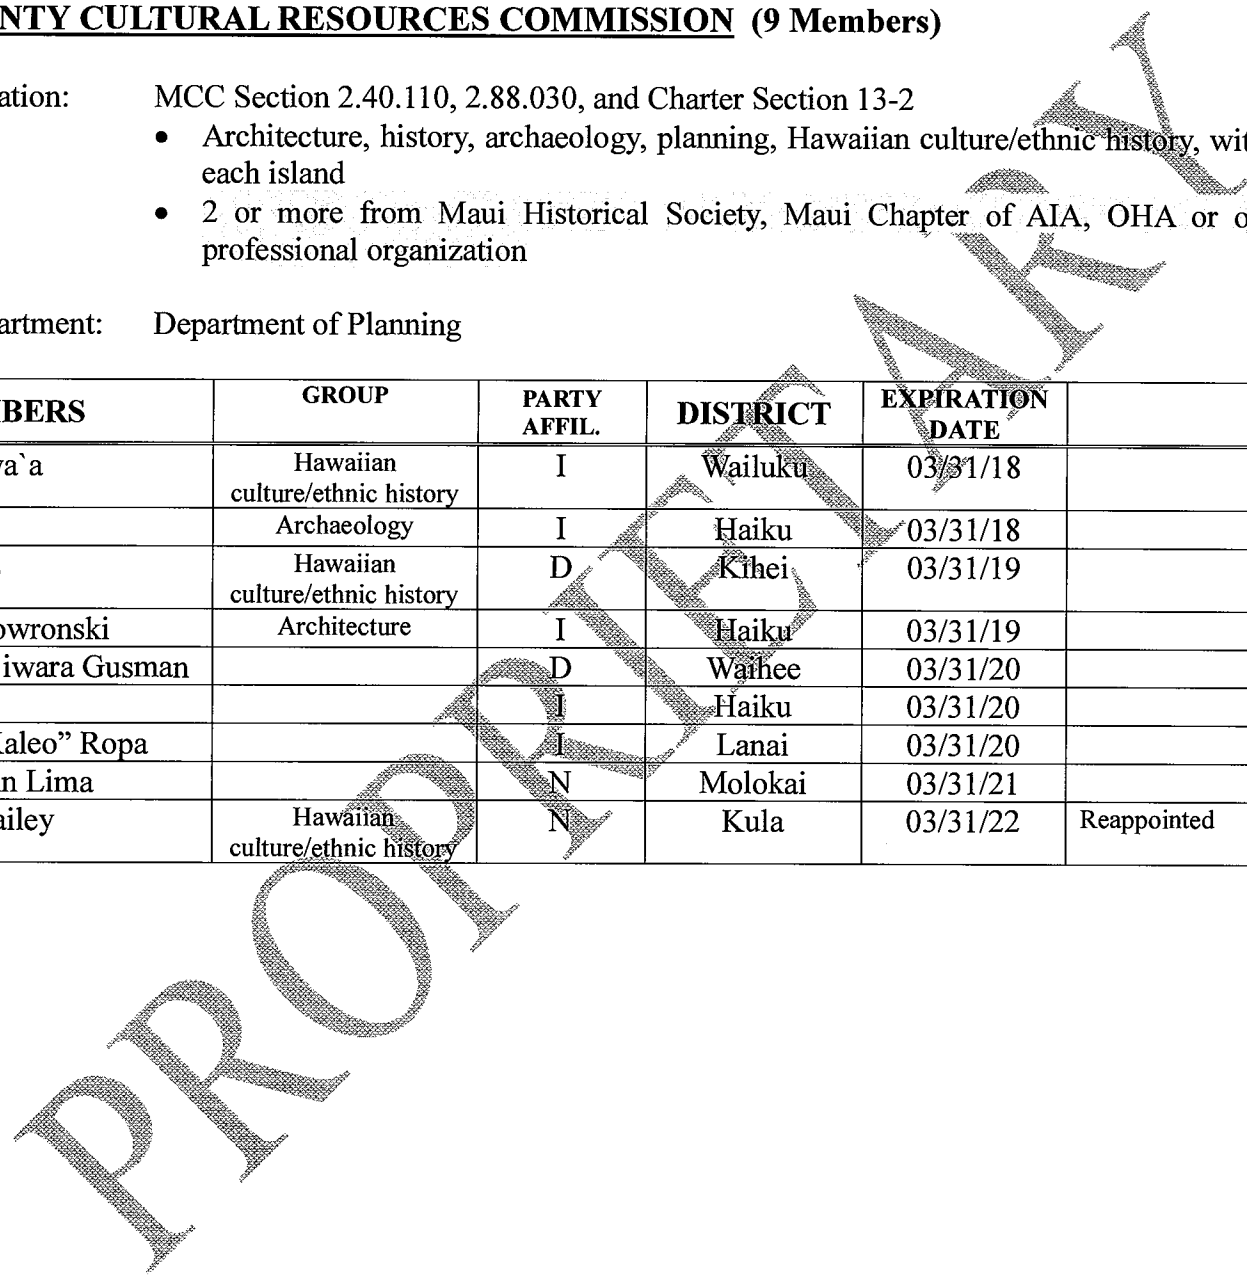 NTY CULTURAL RESOURCES COMMISSION (9 Members)
ation: MCC Section 2.40.110, 2.88.030, and Charter Section 13-2
• Architecture, history, archaeology, planning, Hawaiian culture/ethnic history, wit
each island
• 2 or more from Maui Historical Society, Maui Chapter of AIA, OHA or o
professional organization
artment: Department of Planning
MBERS GROUP PARTY AFFIL. DISTRICT EXPIRATION DATE
va`a Hawaiian culture/ethnic history I Wailuku 03/31/18
Archaeology I Haiku 03/31/18
Hawaiian culture/ethnic history D Kihei 03/31/19
owronski Architecture I Haiku 03/31/19
iwara Gusman D Waihee 03/31/20
I Haiku 03/31/20
Kaleo” Ropa I Lanai 03/31/20
n Lima N Molokai 03/31/21
ailey Hawaiian culture/ethnic history N Kula 03/31/22 Reappointed
PROPRIETARY